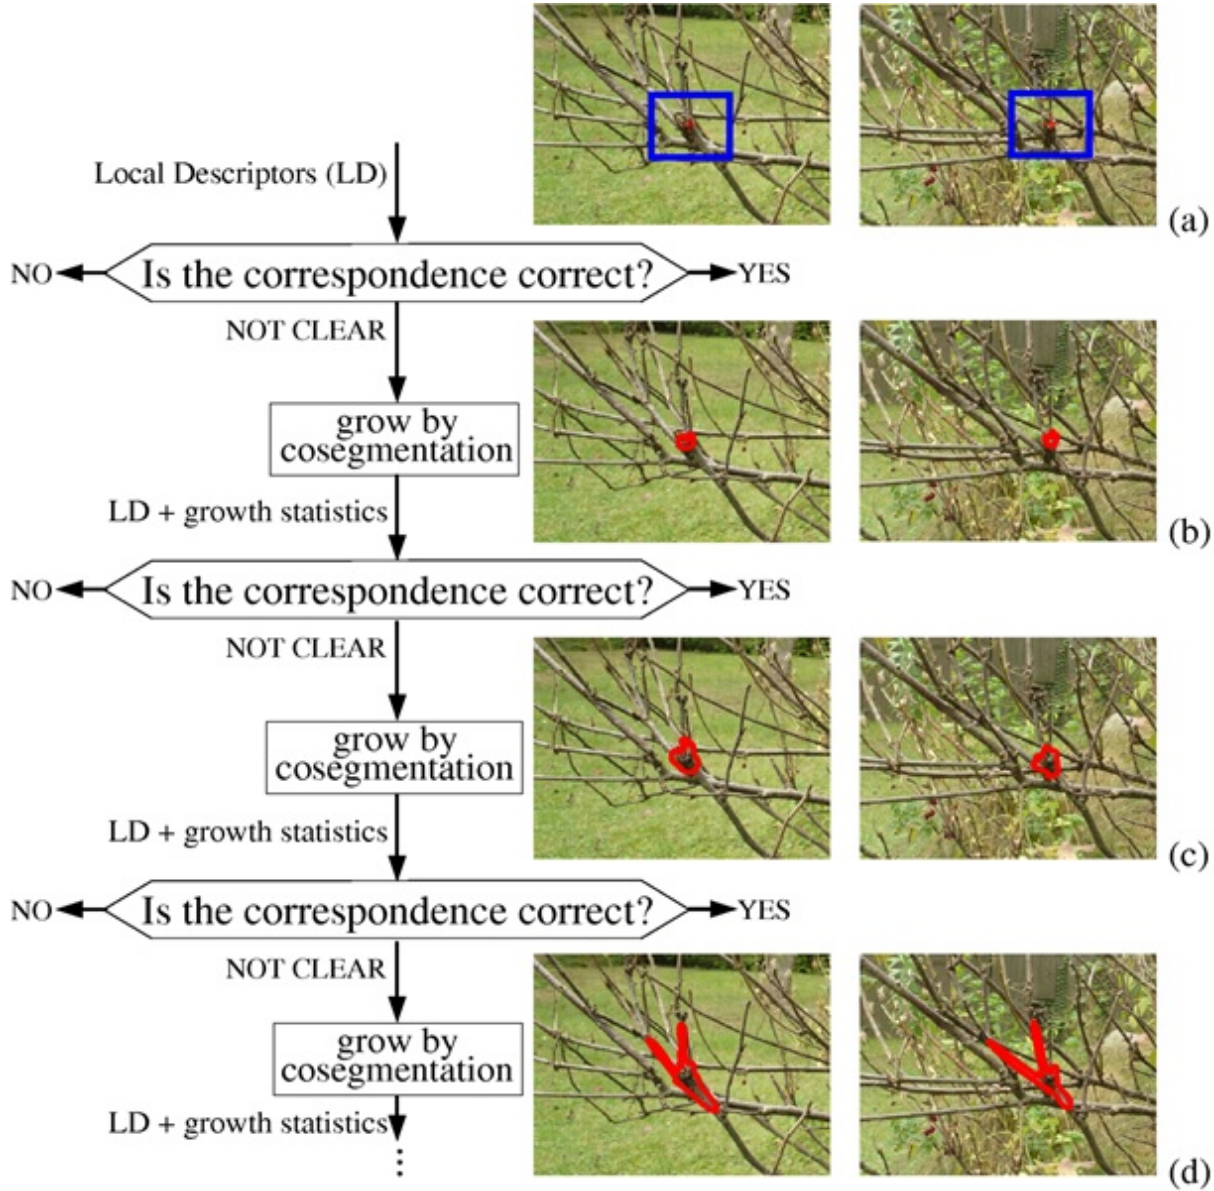 Local Descriptors (LD)
(a)
NO
Is the correspondence correct?
YES
NOT CLEAR
grow by
cosegmentation
LD + growth statistics
(b)
NO
Is the correspondence correct?
YES
NOT CLEAR
grow by
cosegmentation
LD + growth statistics
(c)
NO
Is the correspondence correct?
YES
NOT CLEAR
grow by
cosegmentation
LD + growth statistics
(d)